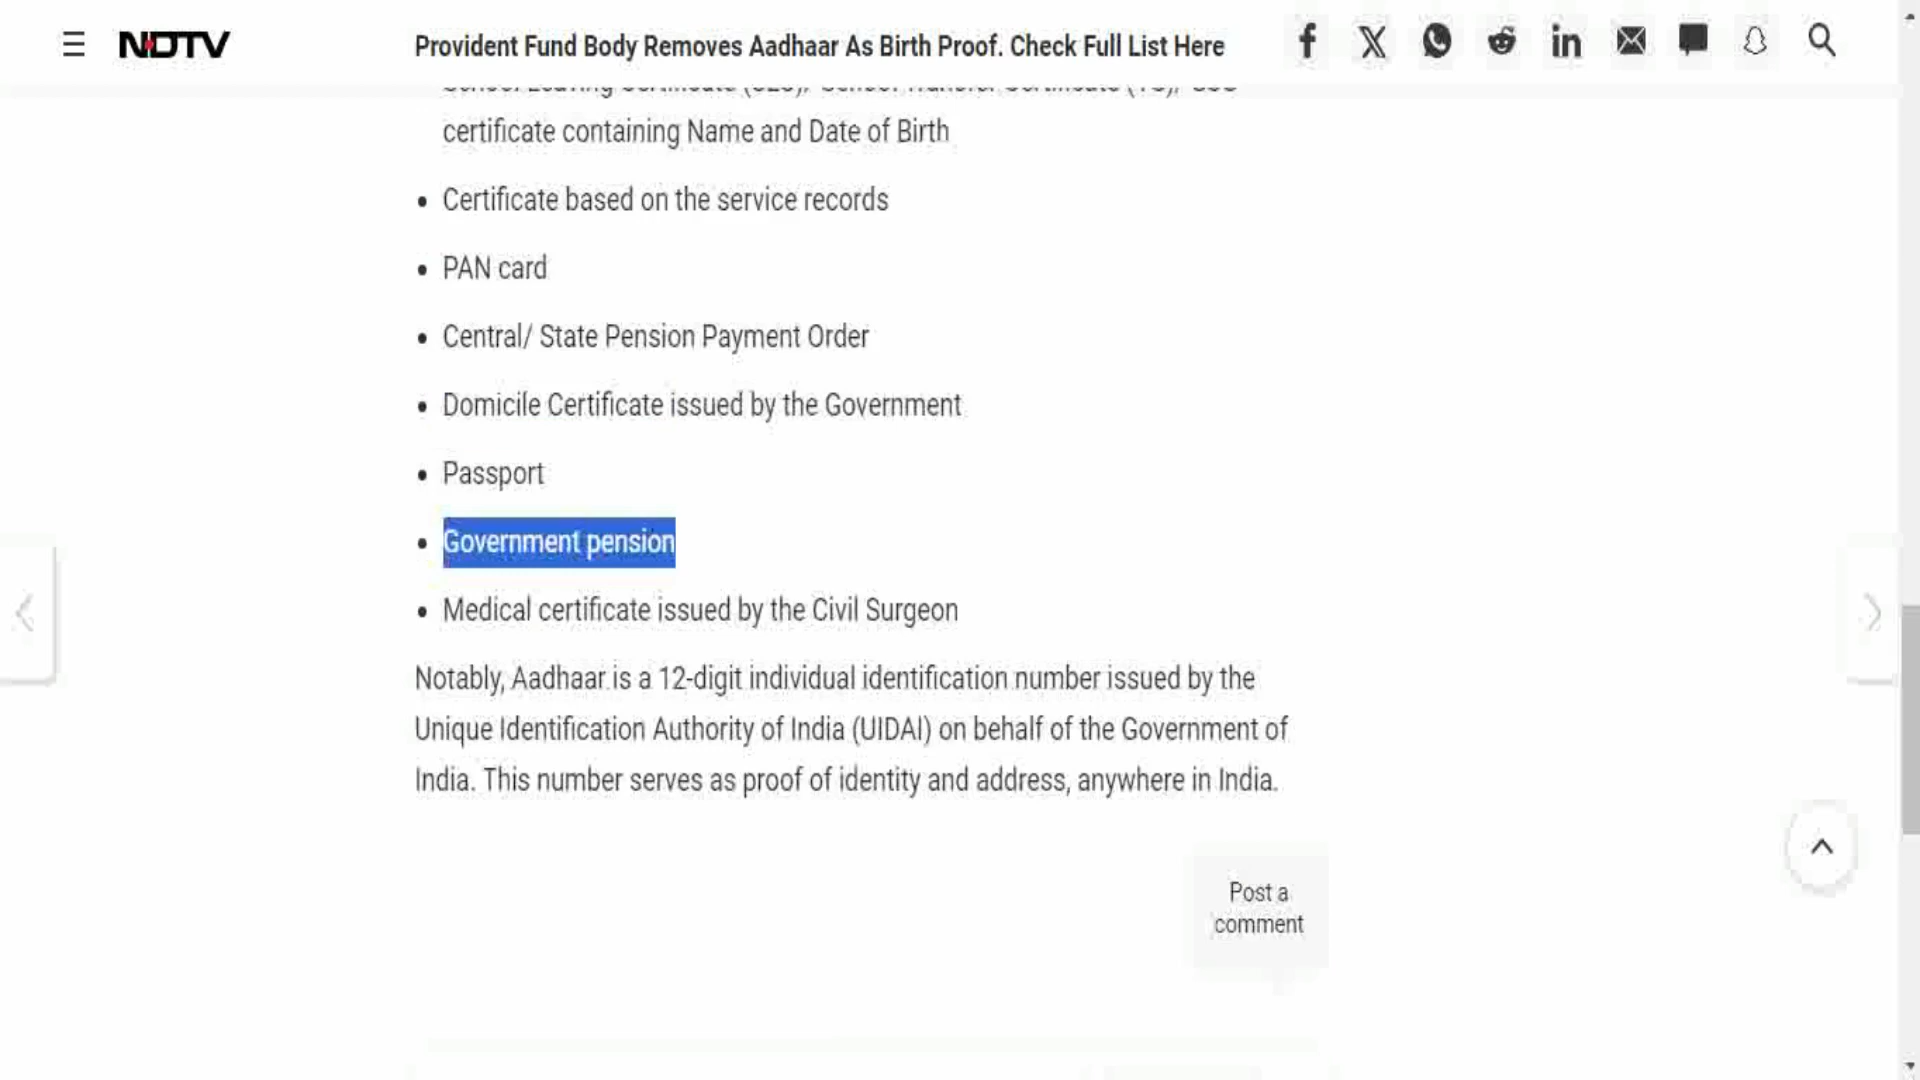 NDTV
Provident Fund Body Removes Aadhaar As Birth Proof. Check Full List Here
certificate containing Name and Date of Birth
Certificate based on the service records
PAN card
Central/ State Pension Payment Order
Domicile Certificate issued by the Government
Passport
Government pension
Medical certificate issued by the Civil Surgeon
Notably, Aadhaar is a 12-digit individual identification number issued by the
Unique Identification Authority of India (UIDAI) on behalf of the Government of
India. This number serves as proof of identity and address, anywhere in India.
Post a
comment